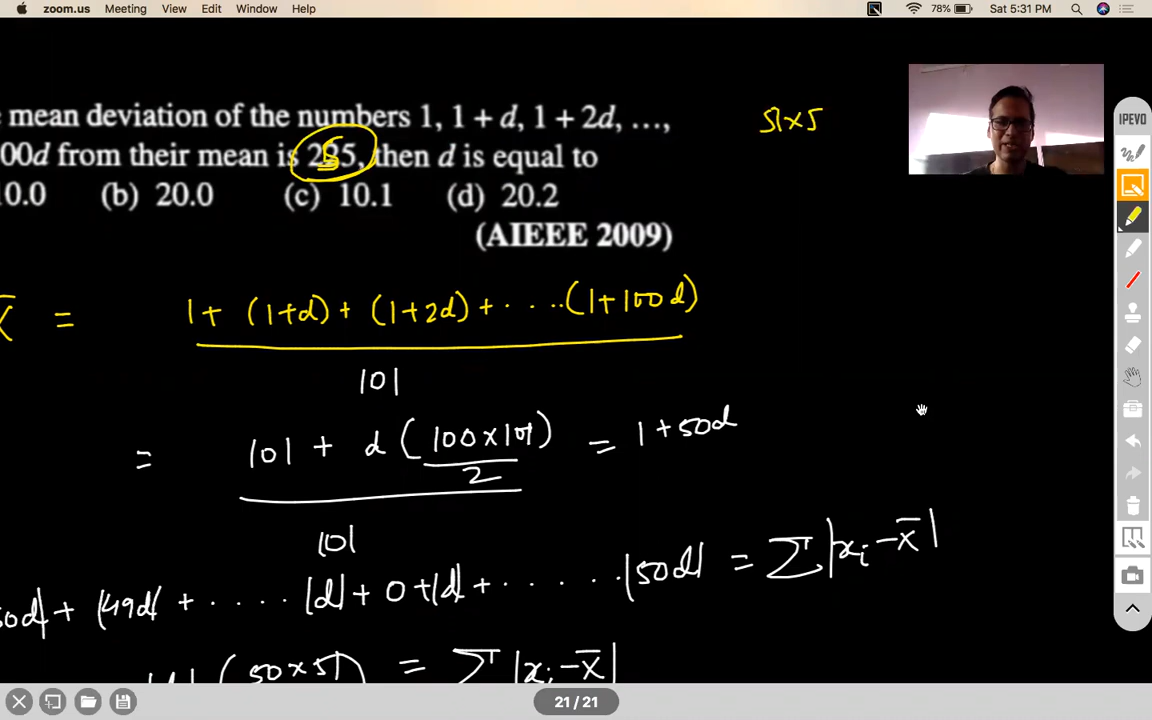 zoom.us Meeting View Edit Window Help 78% Sat 5:31 PM
mean deviation of the numbers 1, 1 + d, 1 + 2d, ...,
51×5
IPEVO
00d from their mean is 255, then d is equal to
0.0 (b) 20.0 (c) 10.1 (d) 20.2
(AIEEE 2009)
x̄ = 1+ (1+d) + (1+2d) + .....(1+100d)
101
= 101 + d (100×101) = 1+50d
2
101
50d| + |49d| + .... |d| + 0 + |d| + ...... |50d| = ∑|xᵢ - x̄|
(50×51) = ∑|xᵢ - x̄|
21 / 21